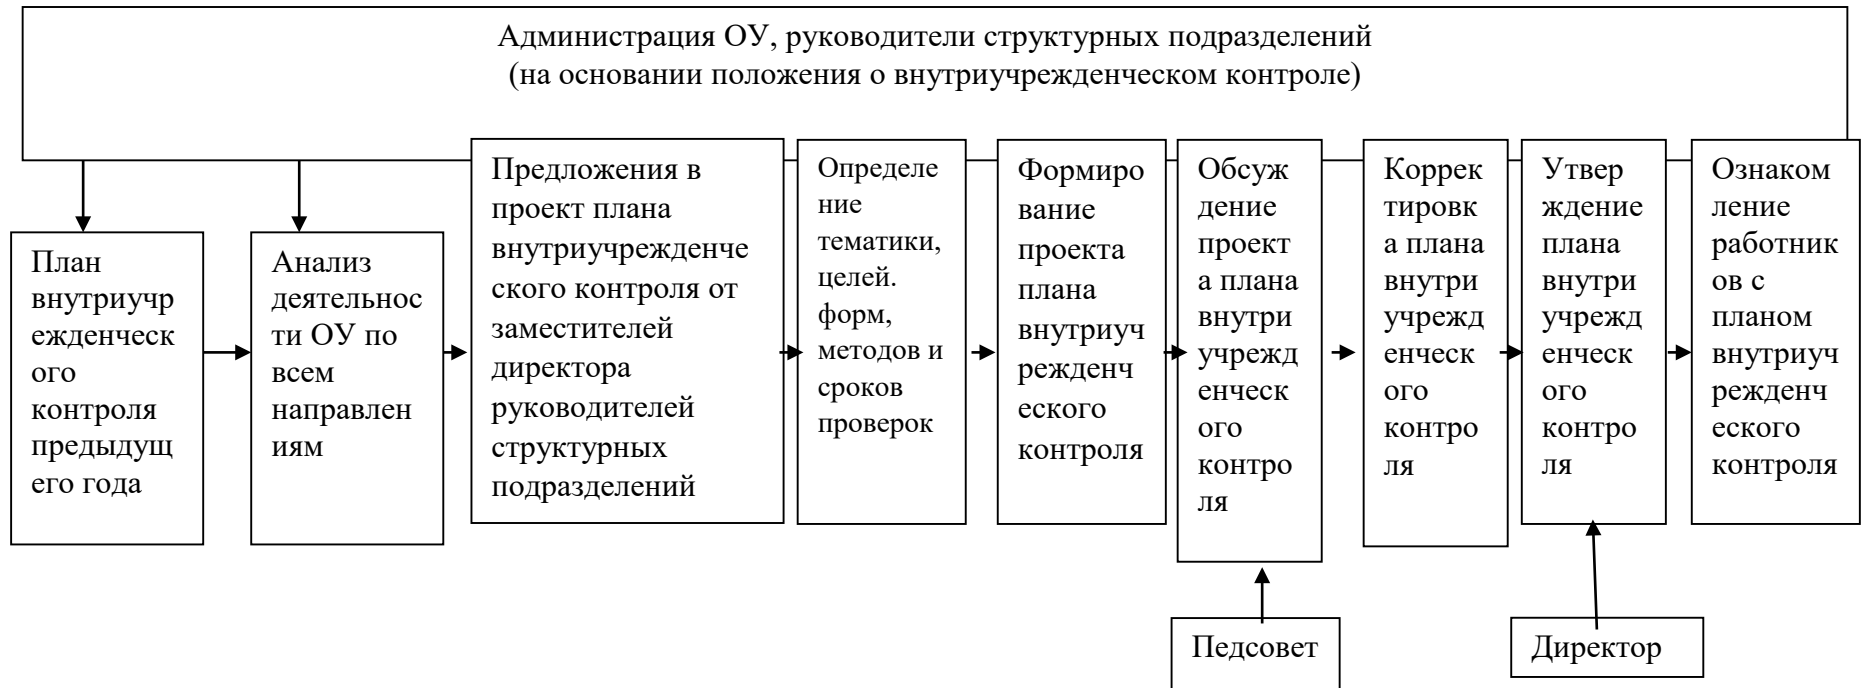 Администрация ОУ, руководители структурных подразделений
(на основании положения о внутриучрежденческом контроле)
План
внутриучр
ежденческ
ого
контроля
предыдущ
его года
Анализ
деятельнос
ти ОУ по
всем
направлен
иям
Предложения в
проект плана
внутриучрежденче
ского контроля от
заместителей
директора
руководителей
структурных
подразделений
Определе
ние
тематики,
целей.
форм,
методов и
сроков
проверок
Формиро
вание
проекта
плана
внутриуч
режденч
еского
контроля
Обсуж
дение
проект
а плана
внутри
учрежд
енческ
ого
контро
ля
Коррек
тировк
а плана
внутри
учрежд
енческ
ого
контро
ля
Утвер
ждение
плана
внутри
учрежд
енческ
ого
контро
ля
Ознаком
ление
работник
ов с
планом
внутриуч
режденч
еского
контроля
Педсовет
Директор